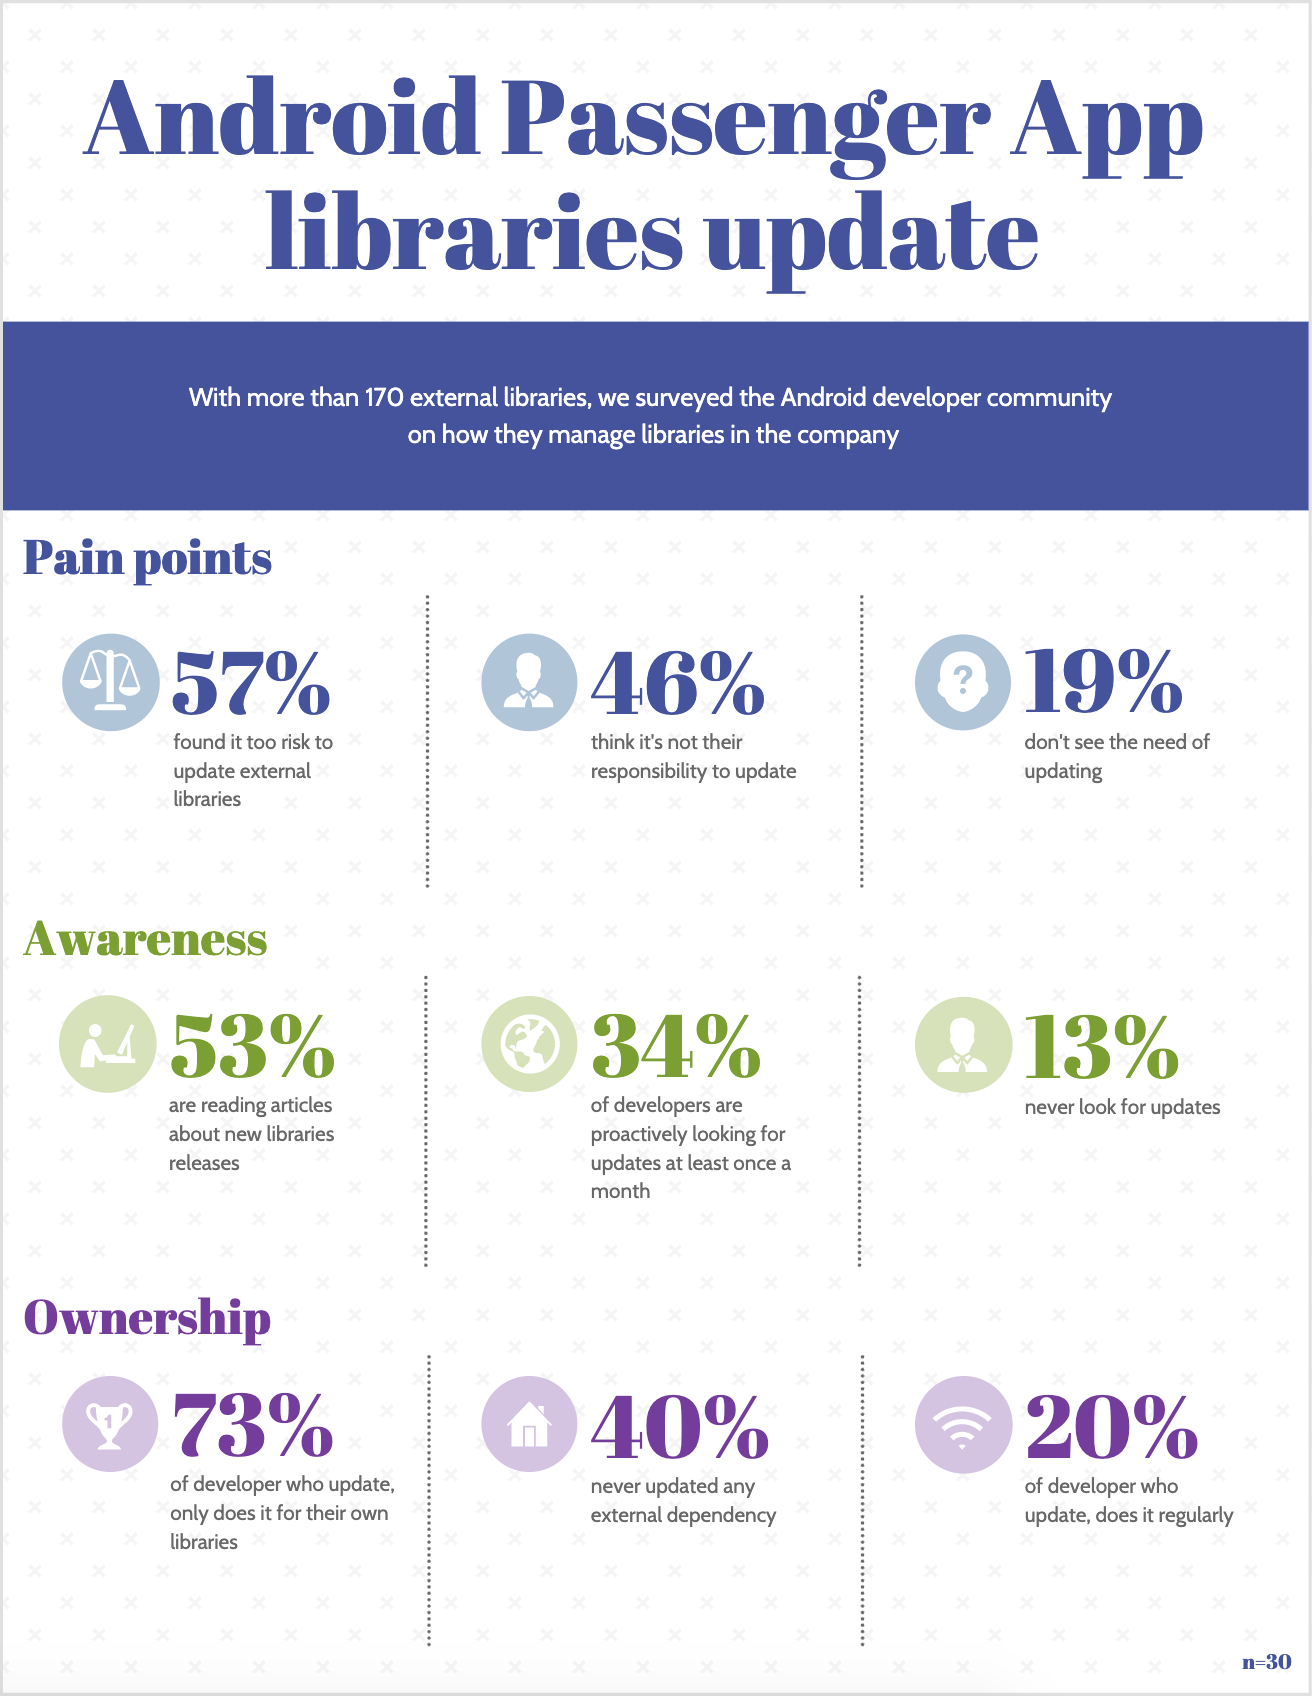 Android Passenger App
libraries update
With more than 170 external libraries, we surveyed the Android developer community
on how they manage libraries in the company
Pain points
57%
found it too risk to
update external
libraries
46%
think it's not their
responsibility to update
?
19%
don't see the need of
updating
Awareness
53%
are reading articles
about new libraries
releases
34%
of developers are
proactively looking for
updates at least once a
month
13%
never look for updates
Ownership
1
73%
of developer who update,
only does it for their own
libraries
40%
never updated any
external dependency
20%
of developer who
update, does it regularly
n=30